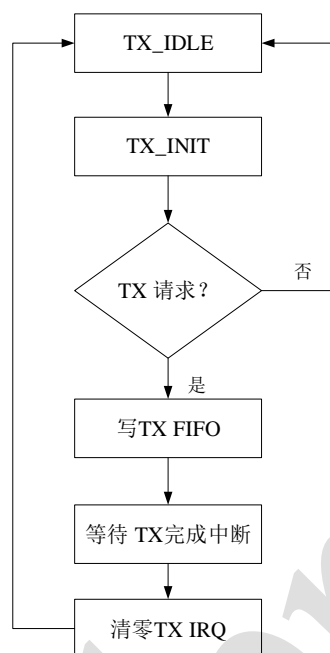 TX_IDLE
TX_INIT
TX 请求？
否
是
写TX FIFO
等待 TX完成中断
清零TX IRQ